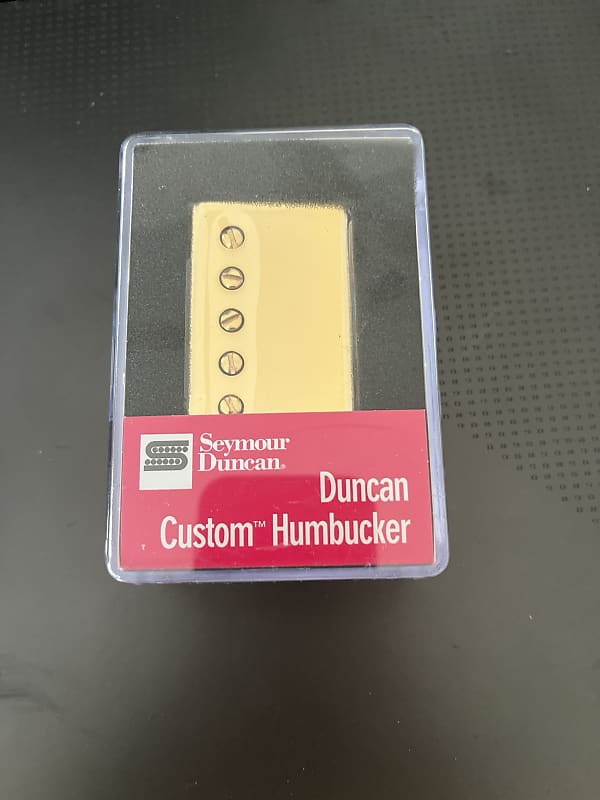 Seymour
Duncan®
Duncan
Custom™ Humbucker
T